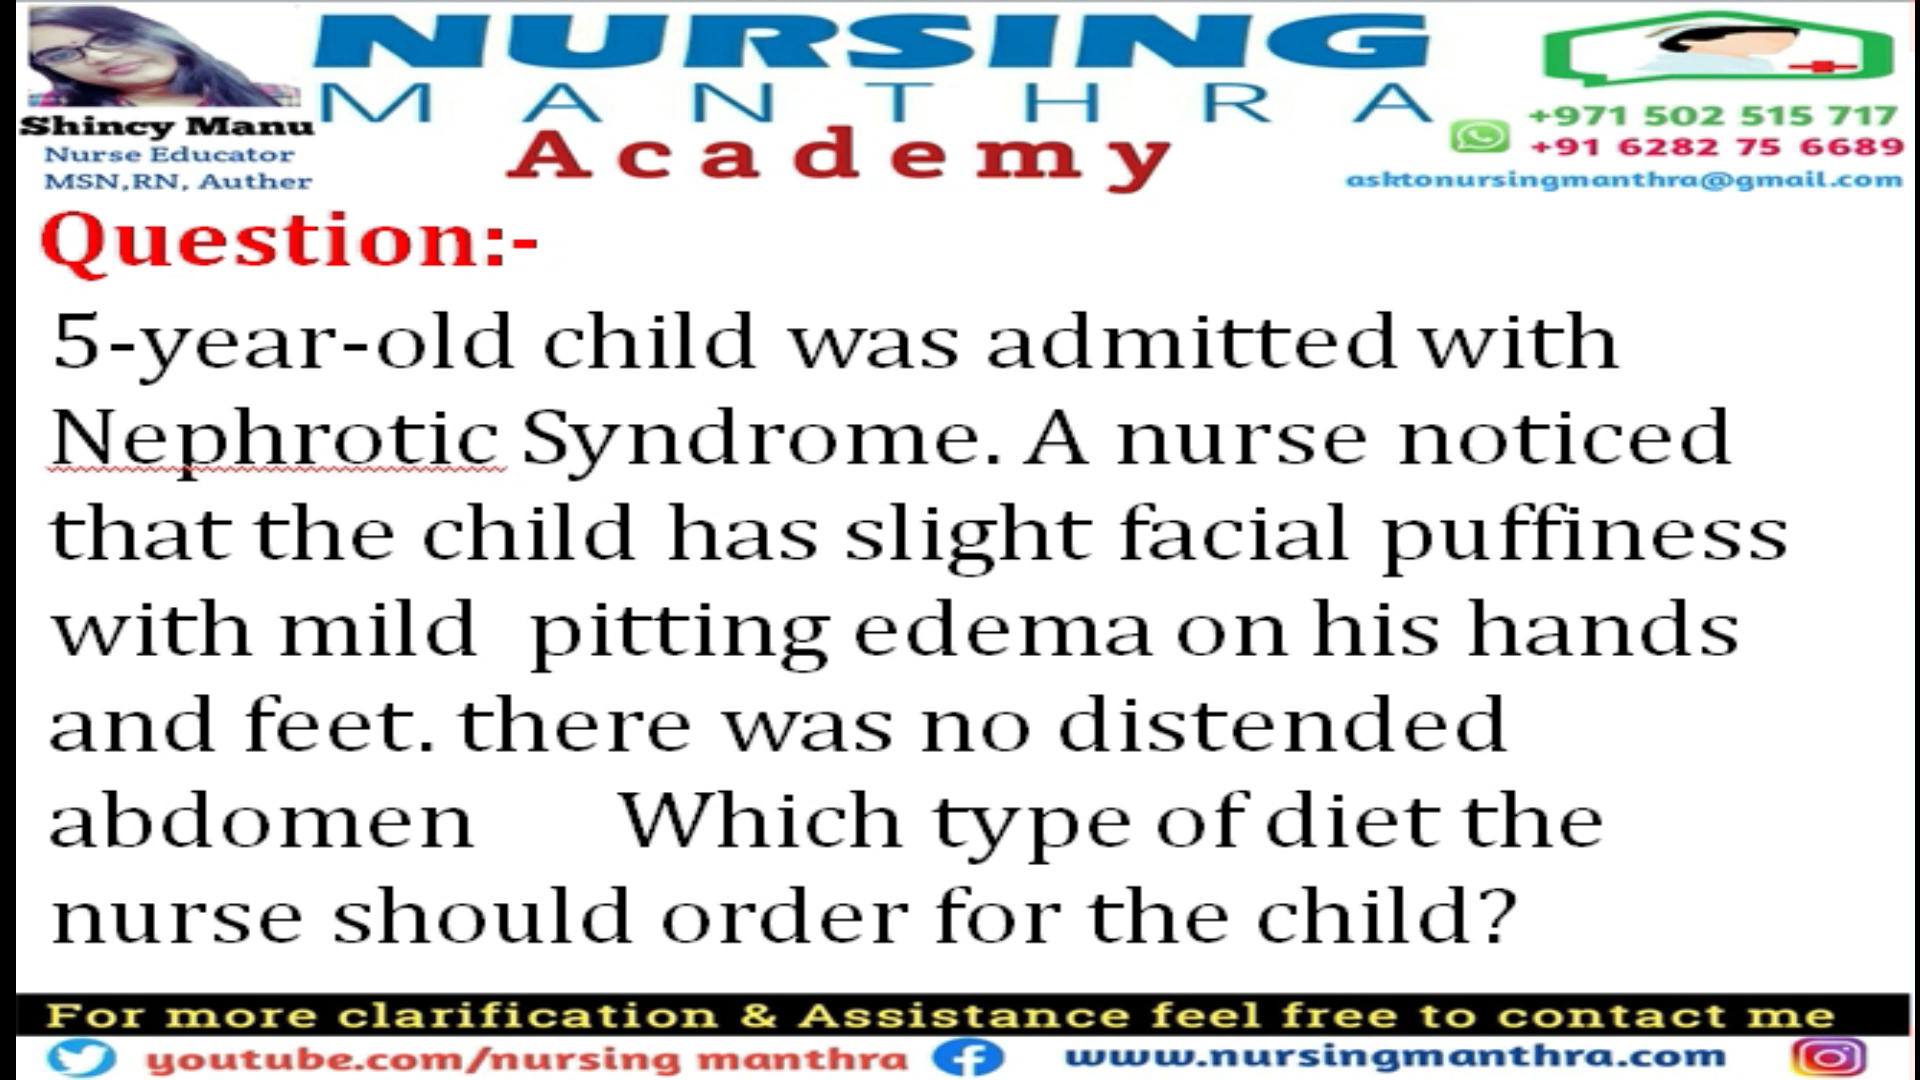 NURSING
MANTHRA
Academy
Shincy Manu
Nurse Educator
MSN,RN, Auther
+971 502 515 717
+91 6282 75 6689
asktonursingmanthra@gmail.com
Question:-
5-year-old child was admitted with
Nephrotic Syndrome. A nurse noticed
that the child has slight facial puffiness
with mild pitting edema on his hands
and feet. there was no distended
abdomen Which type of diet the
nurse should order for the child?
For more clarification & Assistance feel free to contact me
youtube.com/nursing manthra
www.nursingmanthra.com